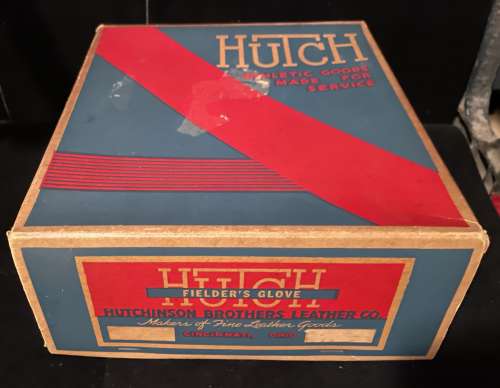 HUTCH
ATHLETIC GOODS
MADE FOR
SERVICE
HUTCH
FIELDER'S GLOVE
HUTCHINSON BROTHERS LEATHER CO.
Makers of Fine Leather Goods
CINCINNATI, OHIO